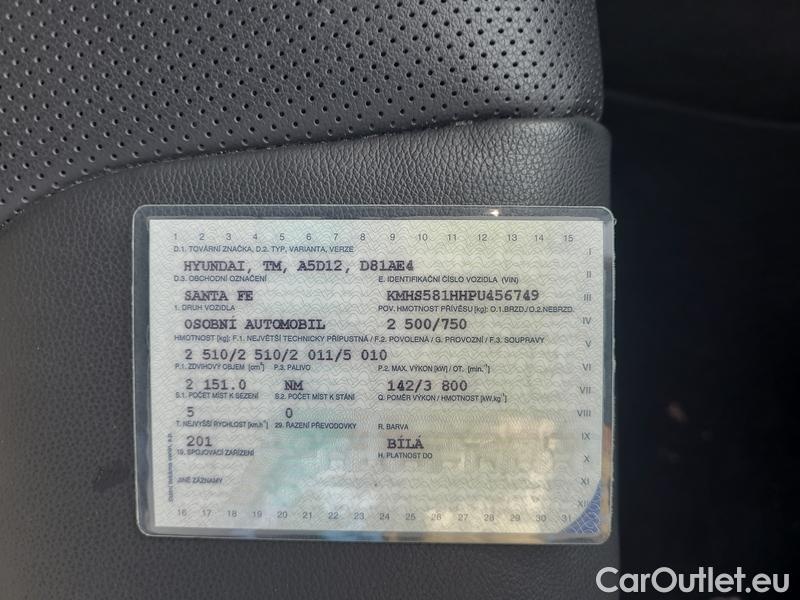 1 2 3 4 5 6 7 8 9 10 11 12 13 14 15
D.1. TOVÁRNÍ ZNAČKA, D.2. TYP, VARIANTA, VERZE
I
HYUNDAI, TM, A5D12, D81AE4
II
D.3. OBCHODNÍ OZNAČENÍ E. IDENTIFIKAČNÍ ČÍSLO VOZIDLA (VIN)
SANTA FE KMHS581HHPU456749
III
1. DRUH VOZIDLA POV. HMOTNOST PŘÍVĚSU [kg]: O.1.BRZD./O.2.NEBRZD.
OSOBNÍ AUTOMOBIL 2 500/750
IV
HMOTNOST [kg]: F.1. NEJVĚTŠÍ TECHNICKY PŘÍPUSTNÁ / F.2. POVOLENÁ / G. PROVOZNÍ / F.3. SOUPRAVY
V
2 510/2 510/2 011/5 010
P.1. ZDVIHOVÝ OBJEM [cm³] P.3. PALIVO P.2. MAX. VÝKON [kW] / OT. [min.⁻¹]
VI
2 151.0 NM 142/3 800
VII
S.1. POČET MÍST K SEZENÍ S.2. POČET MÍST K STÁNÍ Q. POMĚR VÝKON / HMOTNOST [kW.kg⁻¹]
5 0
VIII
T. NEJVYŠŠÍ RYCHLOST [km.h⁻¹] 29. ŘAZENÍ PŘEVODOVKY R. BARVA
201 BÍLÁ
IX
19. SPOJOVACÍ ZAŘÍZENÍ H. PLATNOST DO
X
JINÉ ZÁZNAMY
XI
XII
16 17 18 19 20 21 22 23 24 25 26 27 28 29 30 31
CarOutlet.eu